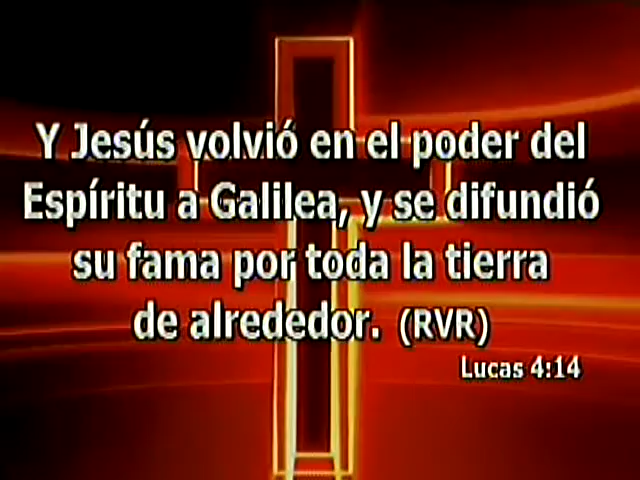 Y Jesús volvió en el poder del
Espíritu a Galilea, y se difundió
su fama por toda la tierra
de alrededor. (RVR)
Lucas 4:14